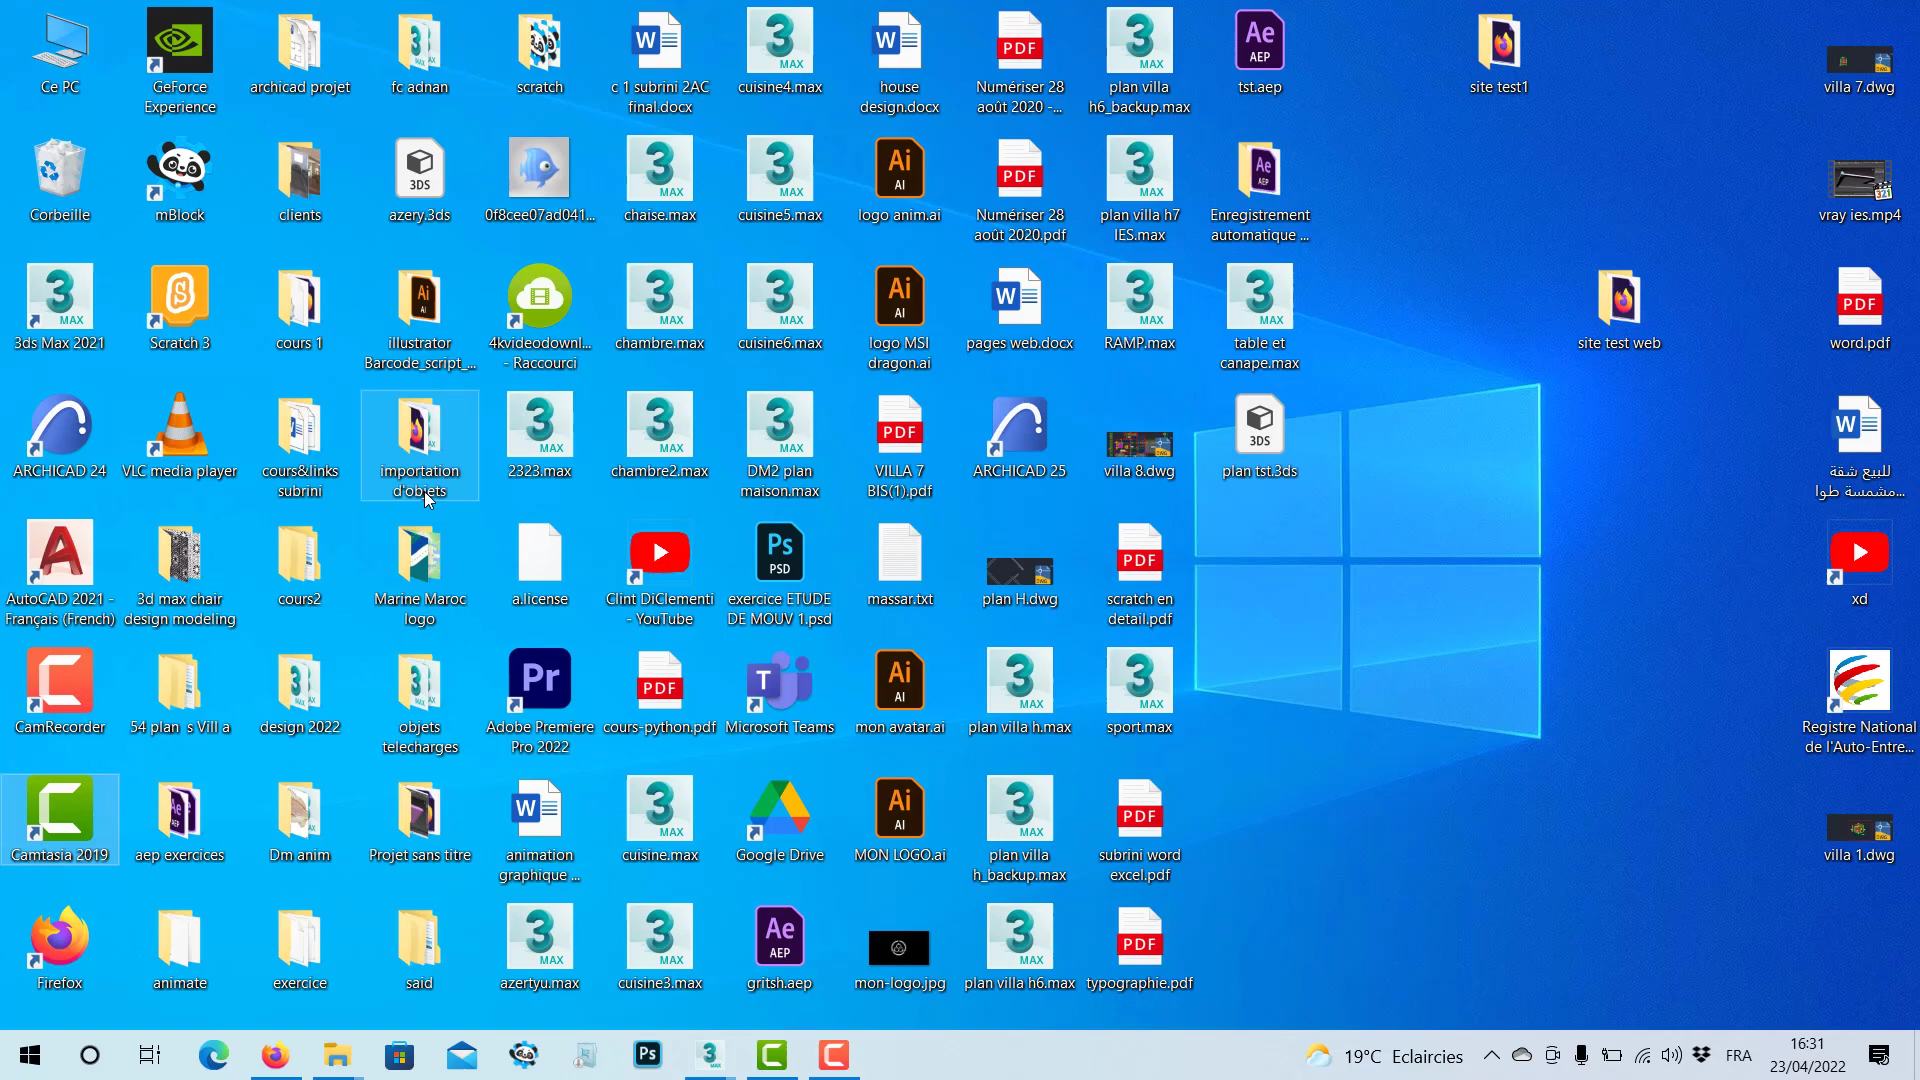 Ce PC
GeForce
Experience
archicad projet
fc adnan
scratch
c 1 subrini 2AC
final.docx
cuisine4.max
house
design.docx
Numériser 28
août 2020 -...
plan villa
h6_backup.max
tst.aep
site test1
villa 7.dwg
Corbeille
mBlock
clients
azery.3ds
0f8cee07ad041...
chaise.max
cuisine5.max
logo anim.ai
Numériser 28
août 2020.pdf
plan villa h7
IES.max
Enregistrement
automatique ...
vray ies.mp4
3ds Max 2021
Scratch 3
cours 1
illustrator
Barcode_script_...
4kvideodownl...
- Raccourci
chambre.max
cuisine6.max
logo MSI
dragon.ai
pages web.docx
RAMP.max
table et
canape.max
site test web
word.pdf
ARCHICAD 24
VLC media player
cours&links
subrini
importation
d'objets
2323.max
chambre2.max
DM2 plan
maison.max
VILLA 7
BIS(1).pdf
ARCHICAD 25
villa 8.dwg
plan tst.3ds
للبيع شقة
مشمسة طوا...
AutoCAD 2021 -
Français (French)
3d max chair
design modeling
cours2
Marine Maroc
logo
a.license
Clint DiClementi
- YouTube
exercice ETUDE
DE MOUV 1.psd
massar.txt
plan H.dwg
scratch en
detail.pdf
xd
CamRecorder
54 plan  s Vill a
design 2022
objets
telecharges
Adobe Premiere
Pro 2022
cours-python.pdf
Microsoft Teams
mon avatar.ai
plan villa h.max
sport.max
Registre National
de l'Auto-Entre...
Camtasia 2019
aep exercices
Dm anim
Projet sans titre
animation
graphique ...
cuisine.max
Google Drive
MON LOGO.ai
plan villa
h_backup.max
subrini word
excel.pdf
villa 1.dwg
Firefox
animate
exercice
said
azertyu.max
cuisine3.max
gritsh.aep
mon-logo.jpg
plan villa h6.max
typographie.pdf
19°C Eclaircies
FRA
16:31
23/04/2022